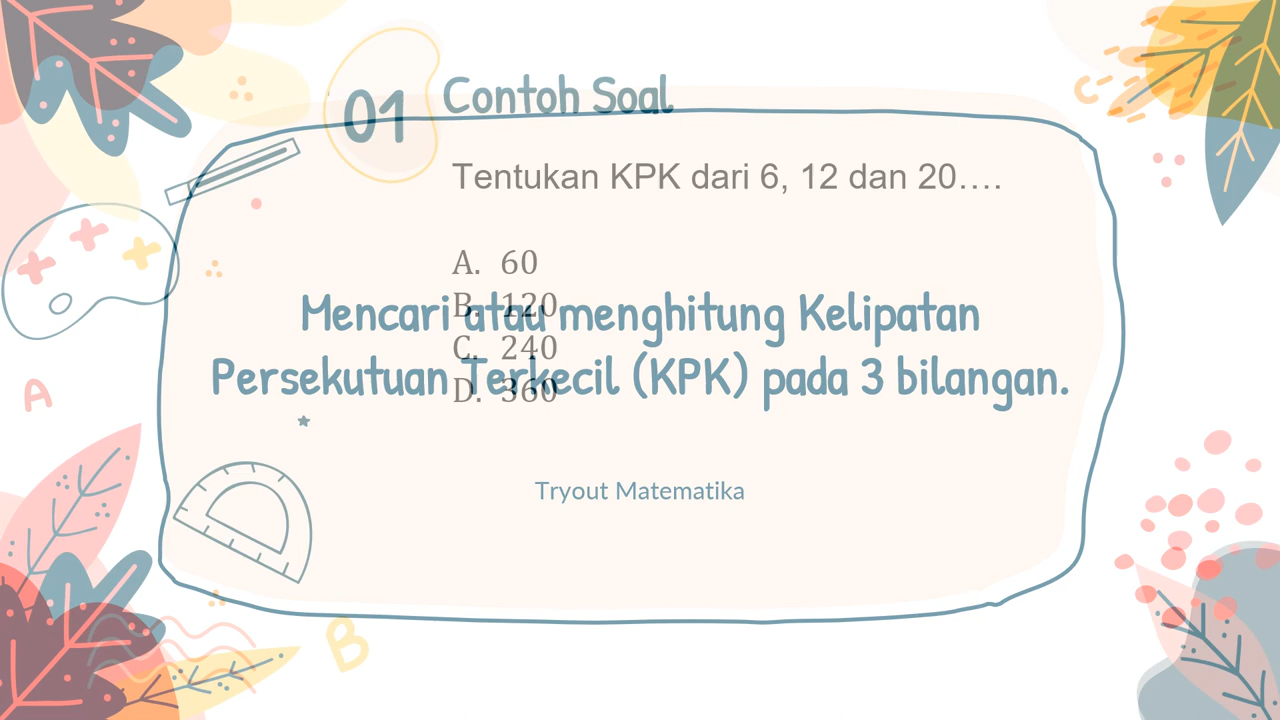 01
Contoh Soal
Tentukan KPK dari 6, 12 dan 20....
A. 60
B. 120
C. 240
D. 360
Mencari atau menghitung Kelipatan
Persekutuan Terkecil (KPK) pada 3 bilangan.
Tryout Matematika
A
B